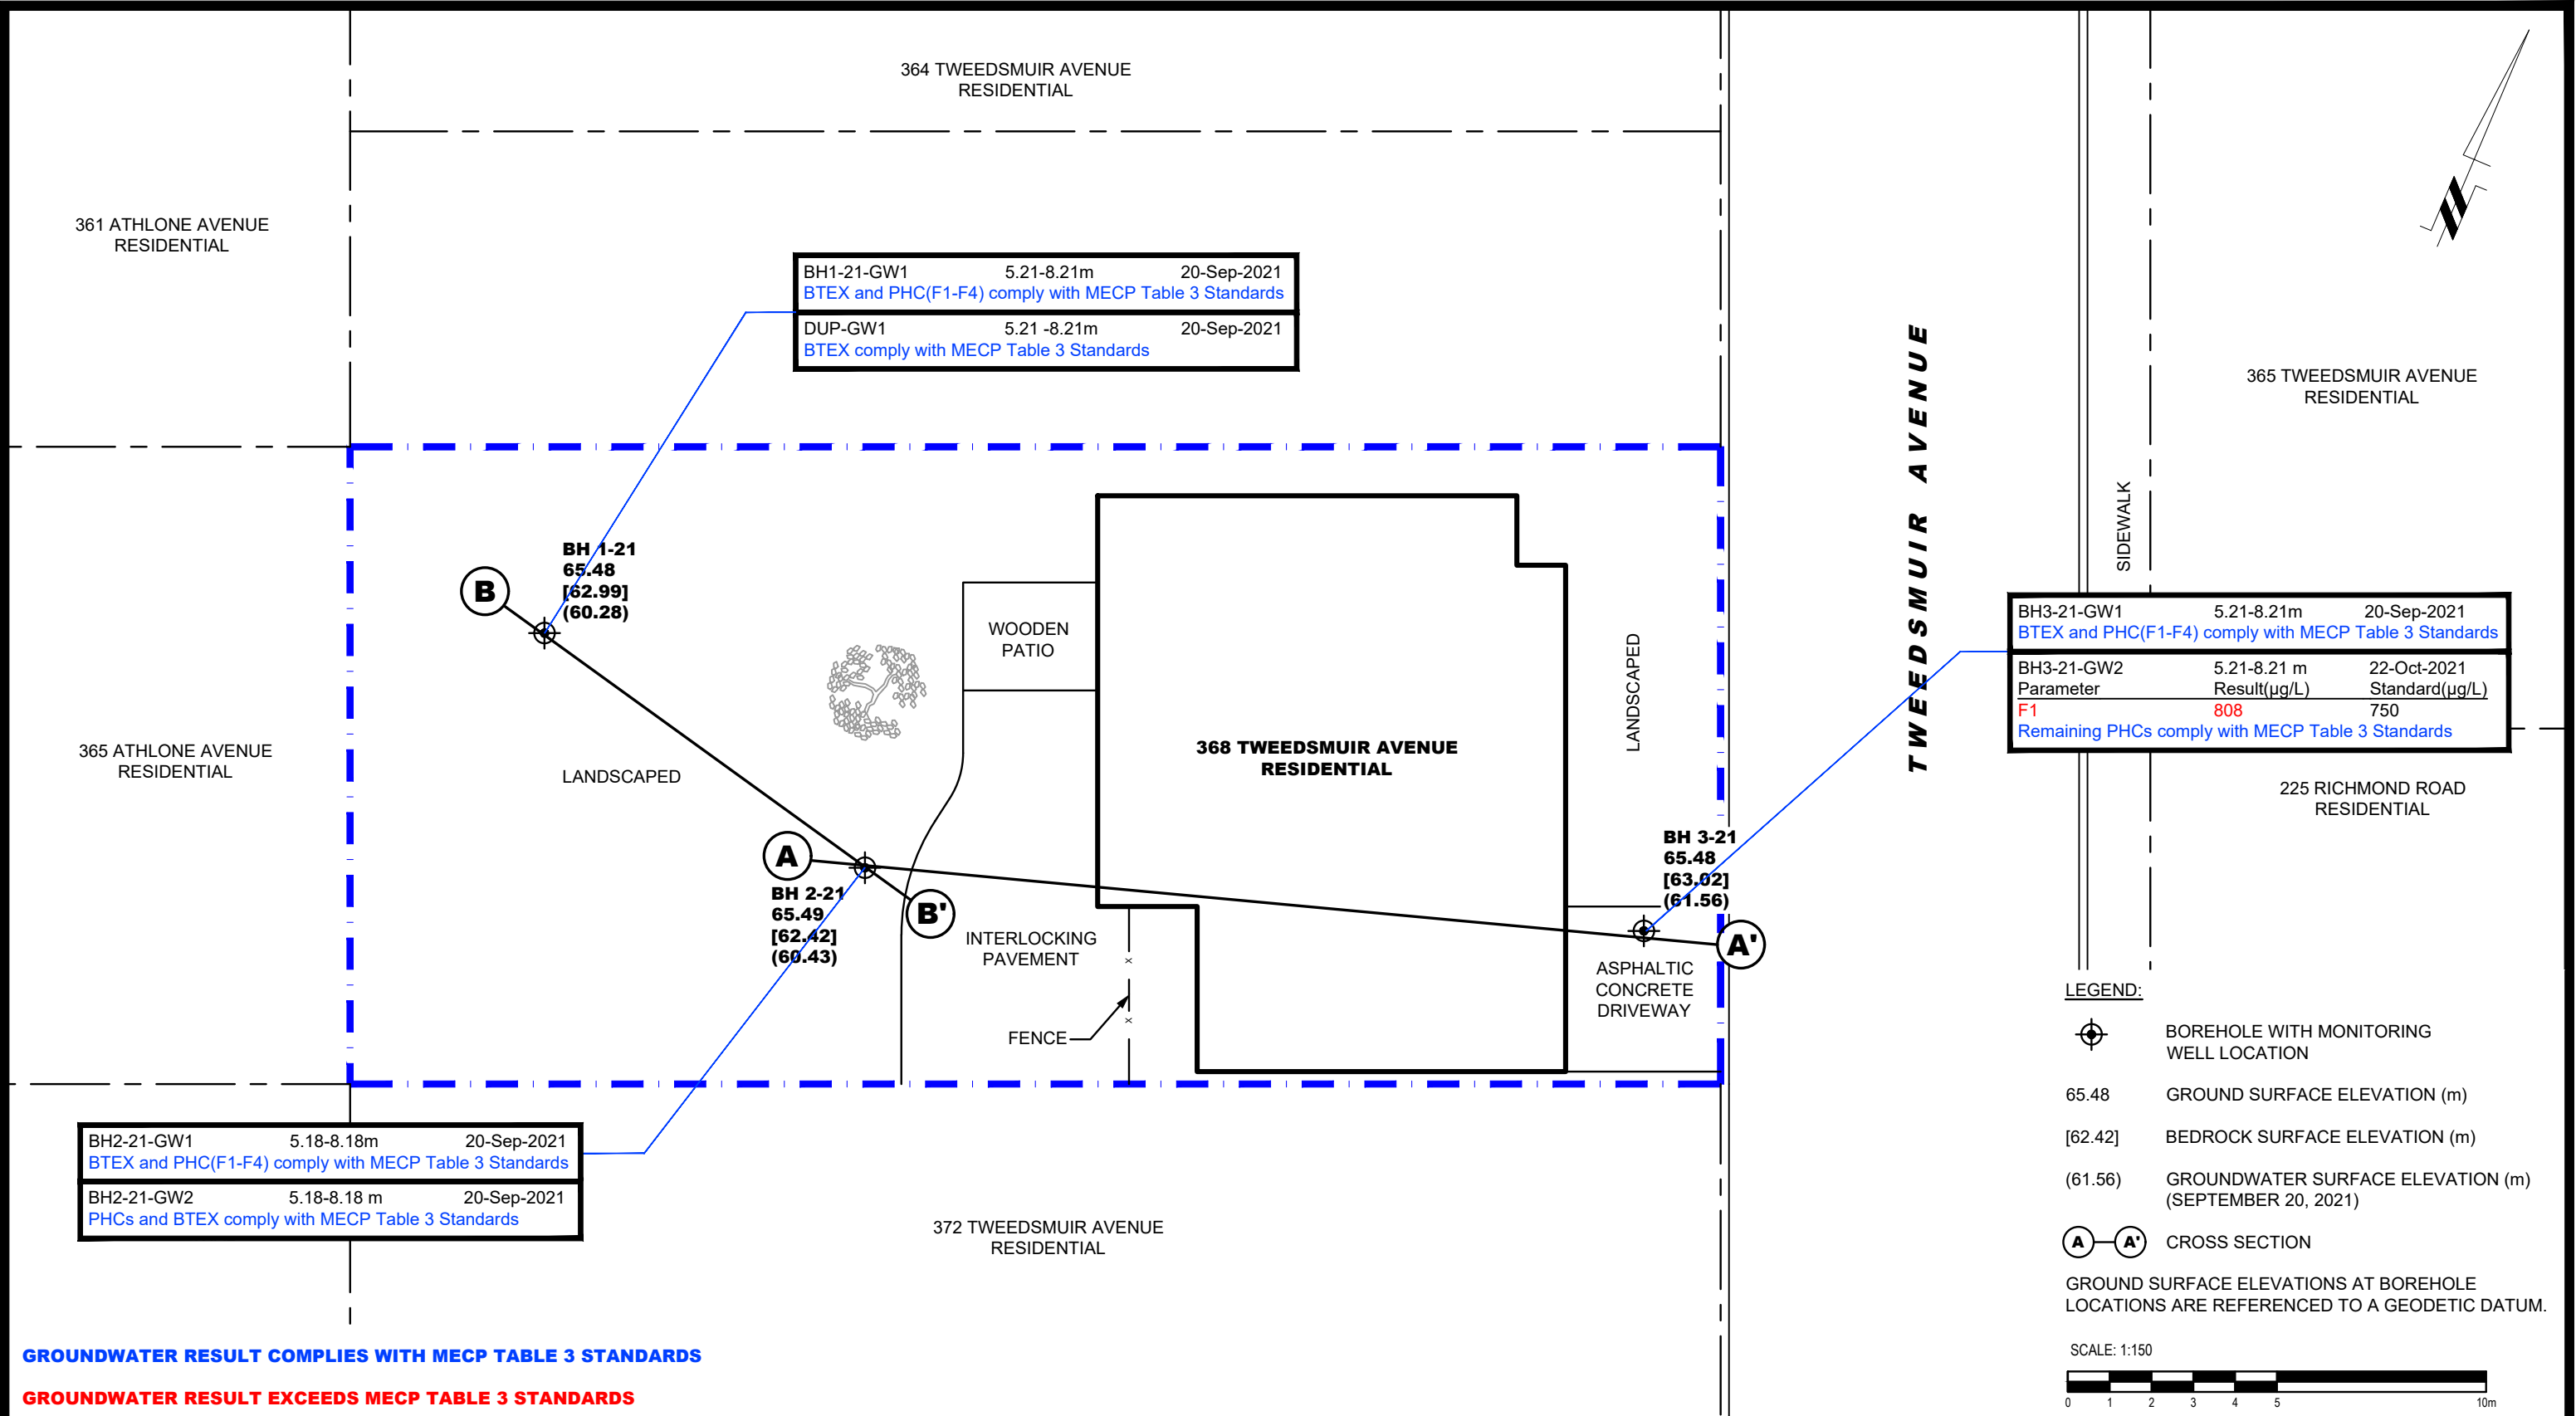 364 TWEEDSMUIR AVENUE
RESIDENTIAL
361 ATHLONE AVENUE
RESIDENTIAL
BH1-21-GW1 5.21-8.21m 20-Sep-2021
BTEX and PHC(F1-F4) comply with MECP Table 3 Standards
DUP-GW1 5.21 -8.21m 20-Sep-2021
BTEX comply with MECP Table 3 Standards
TWEEDSMUIR AVENUE
365 TWEEDSMUIR AVENUE
RESIDENTIAL
SIDEWALK
BH 1-21
65.48
[62.99]
(60.28)
B
WOODEN
PATIO
LANDSCAPED
BH3-21-GW1 5.21-8.21m 20-Sep-2021
BTEX and PHC(F1-F4) comply with MECP Table 3 Standards
BH3-21-GW2 5.21-8.21 m 22-Oct-2021
Parameter Result(µg/L) Standard(µg/L)
F1 808 750
Remaining PHCs comply with MECP Table 3 Standards
365 ATHLONE AVENUE
RESIDENTIAL
LANDSCAPED
368 TWEEDSMUIR AVENUE
RESIDENTIAL
225 RICHMOND ROAD
RESIDENTIAL
A
BH 2-21
65.49
[62.42]
(60.43)
B'
BH 3-21
65.48
[63.02]
(61.56)
A'
INTERLOCKING
PAVEMENT
x
x
FENCE
ASPHALTIC
CONCRETE
DRIVEWAY
BH2-21-GW1 5.18-8.18m 20-Sep-2021
BTEX and PHC(F1-F4) comply with MECP Table 3 Standards
BH2-21-GW2 5.18-8.18 m 20-Sep-2021
PHCs and BTEX comply with MECP Table 3 Standards
372 TWEEDSMUIR AVENUE
RESIDENTIAL
LEGEND:
BOREHOLE WITH MONITORING
WELL LOCATION
65.48 GROUND SURFACE ELEVATION (m)
[62.42] BEDROCK SURFACE ELEVATION (m)
(61.56) GROUNDWATER SURFACE ELEVATION (m)
(SEPTEMBER 20, 2021)
A A' CROSS SECTION
GROUND SURFACE ELEVATIONS AT BOREHOLE
LOCATIONS ARE REFERENCED TO A GEODETIC DATUM.
SCALE: 1:150
0 1 2 3 4 5 10m
GROUNDWATER RESULT COMPLIES WITH MECP TABLE 3 STANDARDS
GROUNDWATER RESULT EXCEEDS MECP TABLE 3 STANDARDS